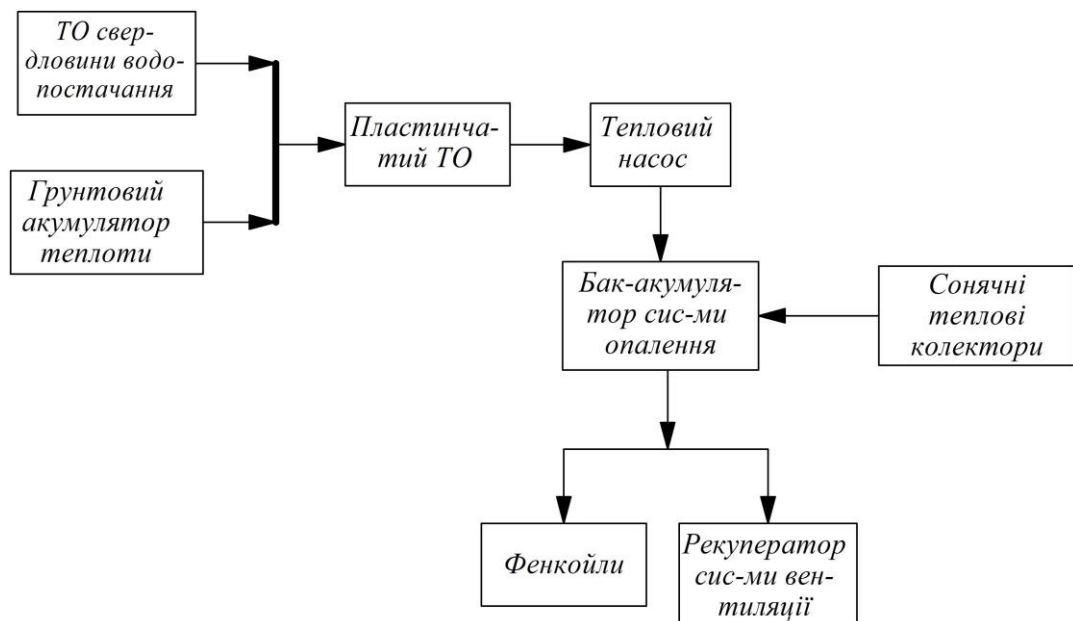 ТО свер-
дловини водо-
постачання
Пластинча-
тий ТО
Тепловий
насос
Грунтовий
акумулятор
теплоти
Бак-акумуля-
тор сис-ми
опалення
Сонячні
теплові
колектори
Фенкойли
Рекуператор
сис-ми вен-
тиляції